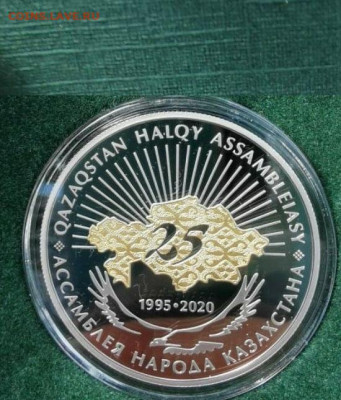 QAZAQSTAN HALQY ASSAMBLEIASY
25
1995•2020
АССАМБЛЕЯ НАРОДА КАЗАХСТАНА